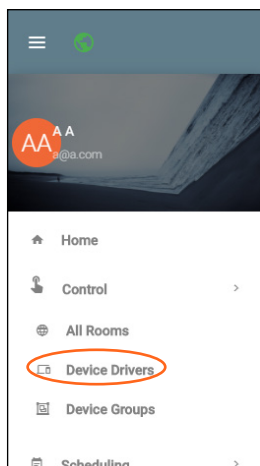 A A
AA
a@a.com
Home
Control
All Rooms
Device Drivers
Device Groups
Scheduling